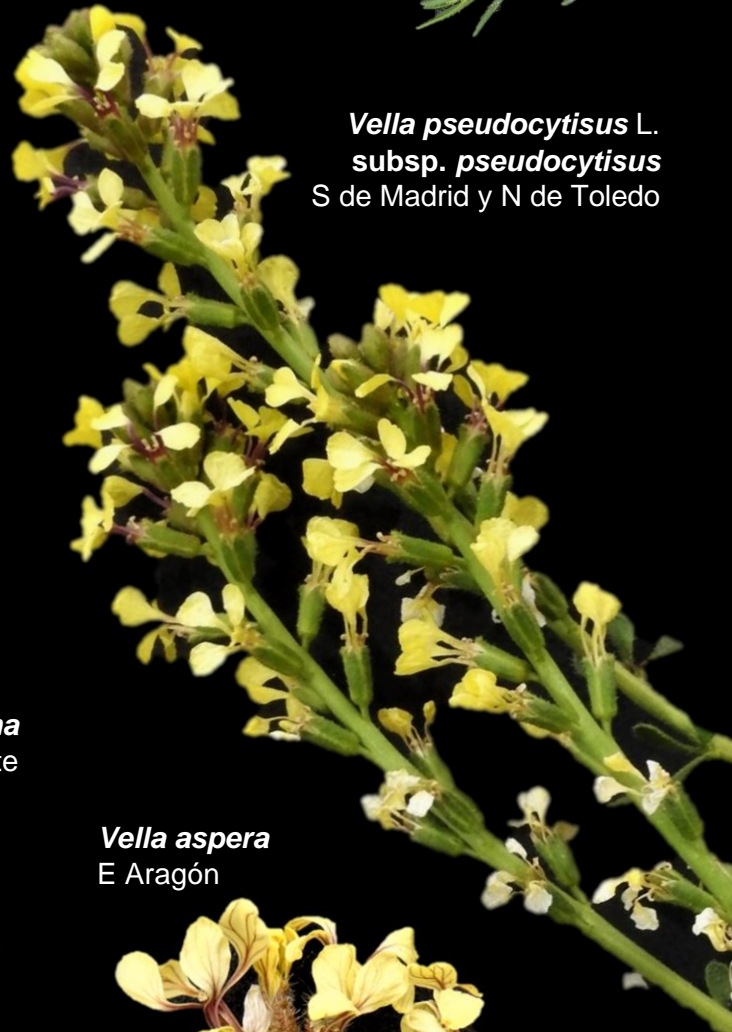 Vella pseudocytisus L.
subsp. pseudocytisus
S de Madrid y N de Toledo
Vella aspera
E Aragón